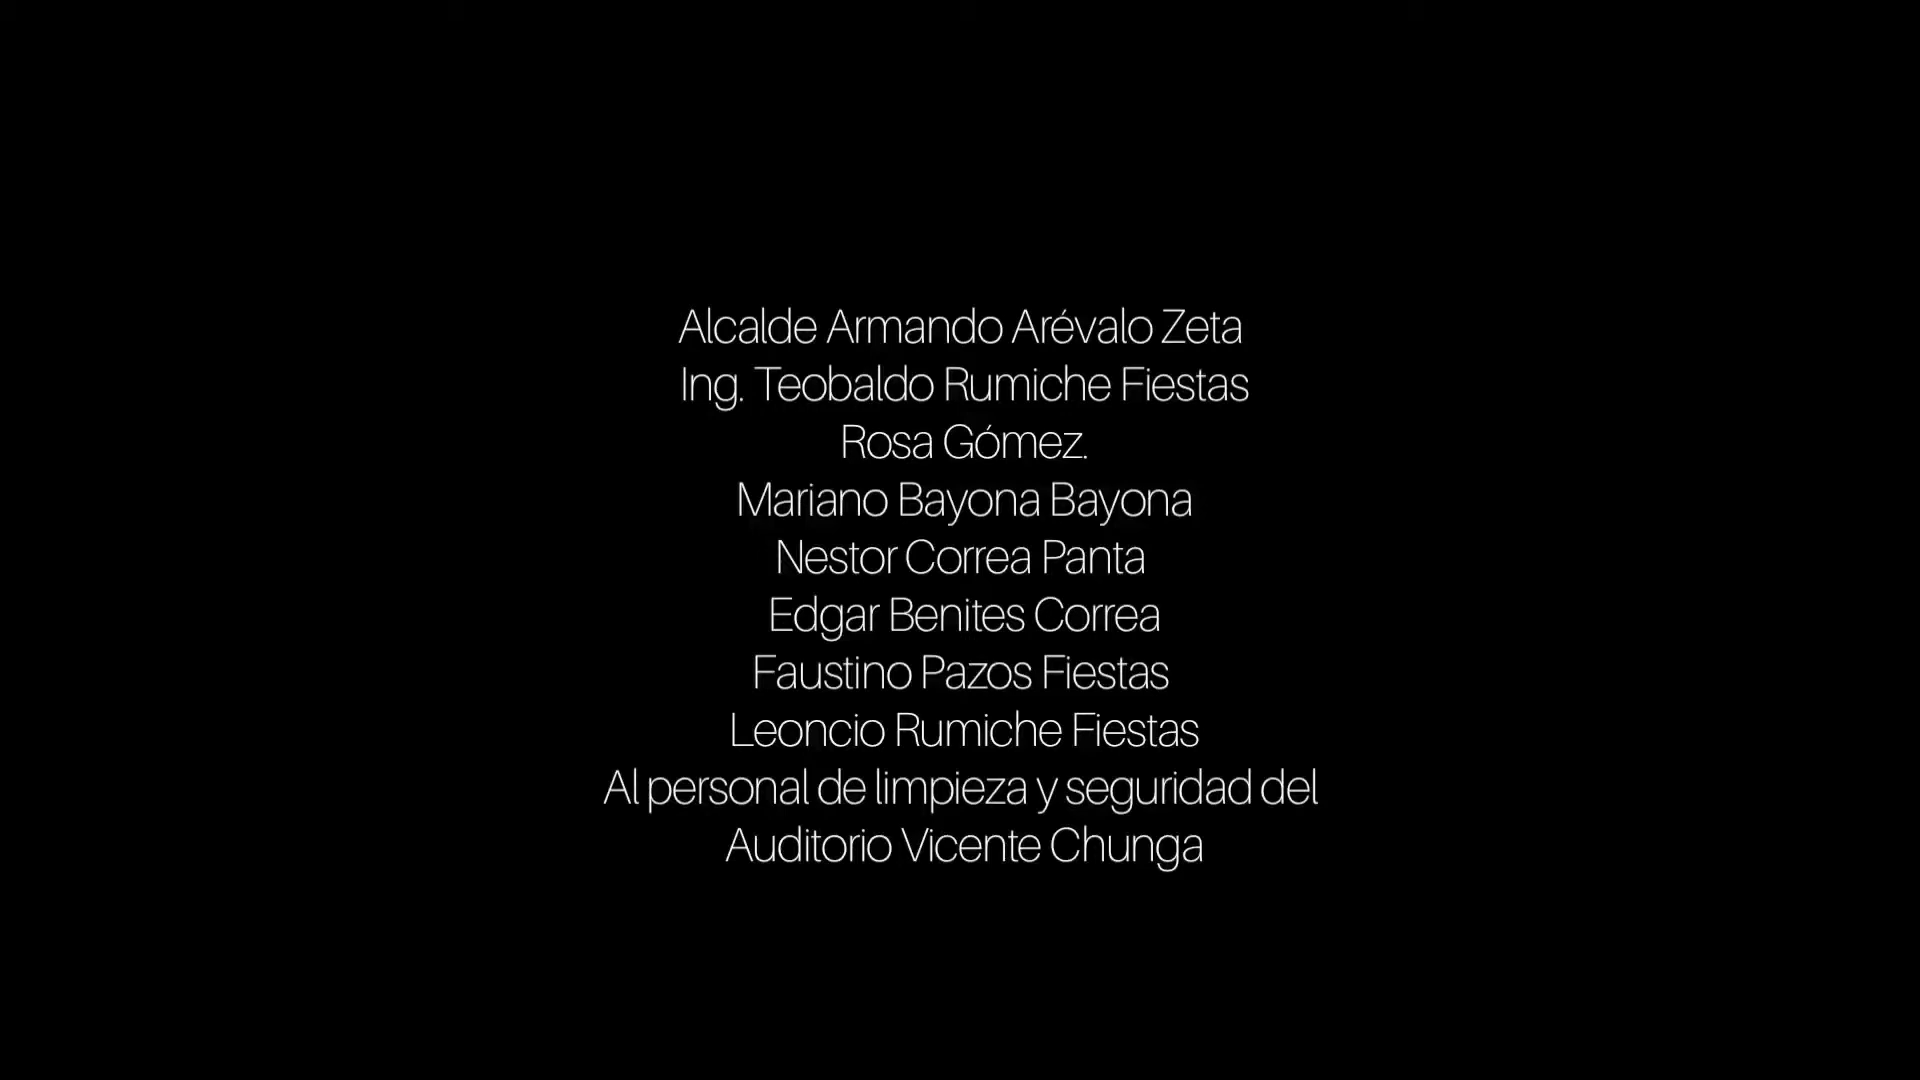 Alcalde Armando Arévalo Zeta
Ing. Teobaldo Rumiche Fiestas
Rosa Gómez.
Mariano Bayona Bayona
Nestor Correa Panta
Edgar Benites Correa
Faustino Pazos Fiestas
Leoncio Rumiche Fiestas
Al personal de limpieza y seguridad del
Auditorio Vicente Chunga